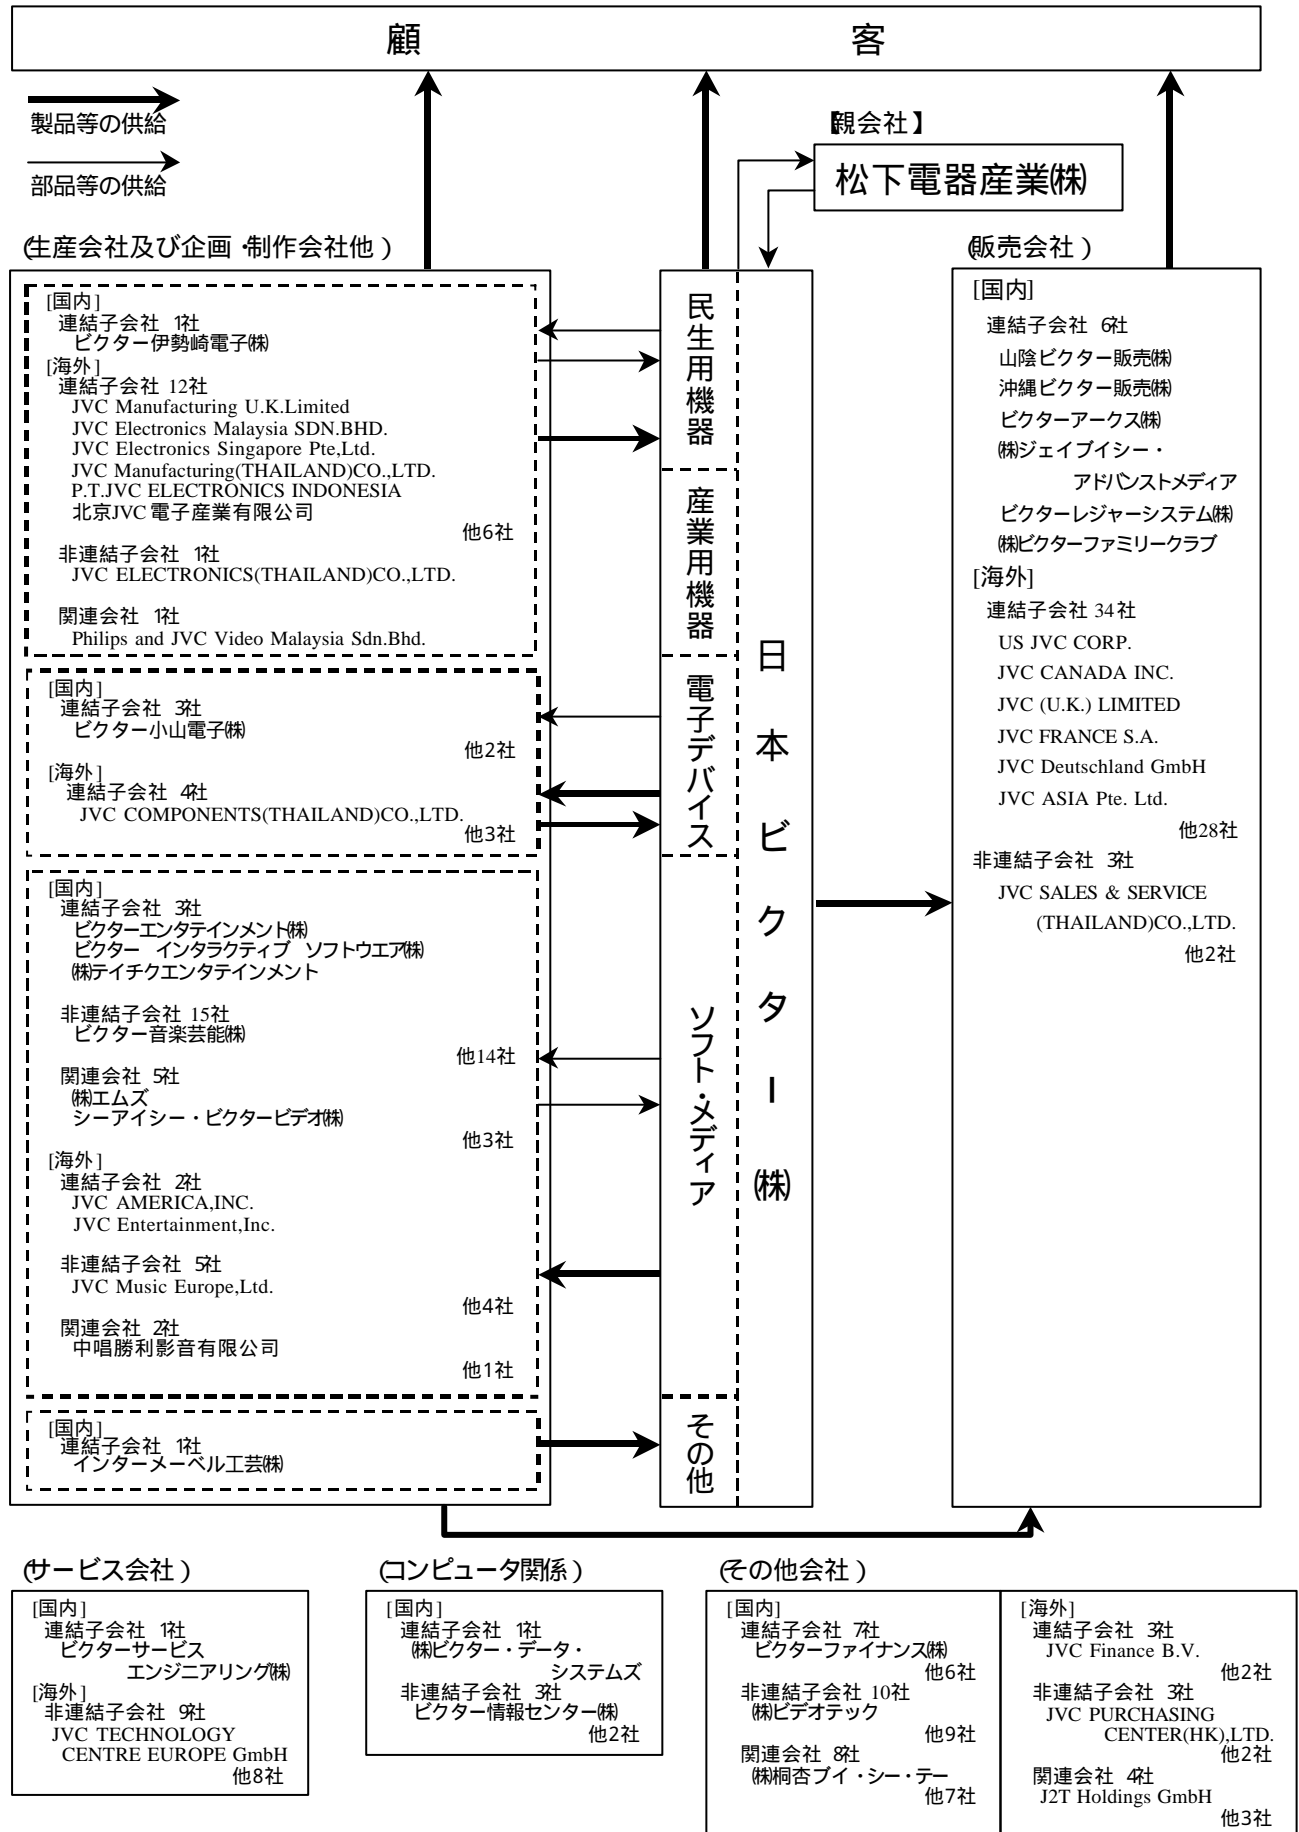 顧 客
製品等の供給
部品等の供給
【親会社】
松下電器産業㈱
(生産会社及び企画・制作会社他)
[国内]
連結子会社 1社
ビクター伊勢崎電子㈱
[海外]
連結子会社 12社
JVC Manufacturing U.K.Limited
JVC Electronics Malaysia SDN.BHD.
JVC Electronics Singapore Pte,Ltd.
JVC Manufacturing(THAILAND)CO.,LTD.
P.T.JVC ELECTRONICS INDONESIA
北京JVC電子産業有限公司
他6社
非連結子会社 1社
JVC ELECTRONICS(THAILAND)CO.,LTD.
関連会社 1社
Philips and JVC Video Malaysia Sdn.Bhd.
[国内]
連結子会社 3社
ビクター小山電子㈱
他2社
[海外]
連結子会社 4社
JVC COMPONENTS(THAILAND)CO.,LTD.
他3社
[国内]
連結子会社 3社
ビクターエンタテインメント㈱
ビクター インタラクティブ ソフトウエア㈱
㈱テイチクエンタテインメント
非連結子会社 15社
ビクター音楽芸能㈱
他14社
関連会社 5社
㈱エムズ
シーアイシー・ビクタービデオ㈱
他3社
[海外]
連結子会社 2社
JVC AMERICA,INC.
JVC Entertainment,Inc.
非連結子会社 5社
JVC Music Europe,Ltd.
他4社
関連会社 2社
中唱勝利影音有限公司
他1社
[国内]
連結子会社 1社
インターメーベル工芸㈱
民生用機器
産業用機器
電子デバイス
ソフト・メディア
その他
日本ビクター㈱
(販売会社)
[国内]
連結子会社 6社
山陰ビクター販売㈱
沖縄ビクター販売㈱
ビクターアークス㈱
㈱ジェイブイシー・
アドバンストメディア
ビクターレジャーシステム㈱
㈱ビクターファミリークラブ
[海外]
連結子会社 34社
US JVC CORP.
JVC CANADA INC.
JVC (U.K.) LIMITED
JVC FRANCE S.A.
JVC Deutschland GmbH
JVC ASIA Pte. Ltd.
他28社
非連結子会社 3社
JVC SALES & SERVICE
(THAILAND)CO.,LTD.
他2社
(サービス会社)
[国内]
連結子会社 1社
ビクターサービス
エンジニアリング㈱
[海外]
非連結子会社 9社
JVC TECHNOLOGY
CENTRE EUROPE GmbH
他8社
(コンピュータ関係)
[国内]
連結子会社 1社
㈱ビクター・データ・
システムズ
非連結子会社 3社
ビクター情報センター㈱
他2社
(その他会社)
[国内]
連結子会社 7社
ビクターファイナンス㈱
他6社
非連結子会社 10社
㈱ビデオテック
他9社
関連会社 8社
㈱桐杏ブイ・シー・テー
他7社
[海外]
連結子会社 3社
JVC Finance B.V.
他2社
非連結子会社 3社
JVC PURCHASING
CENTER(HK),LTD.
他2社
関連会社 4社
J2T Holdings GmbH
他3社